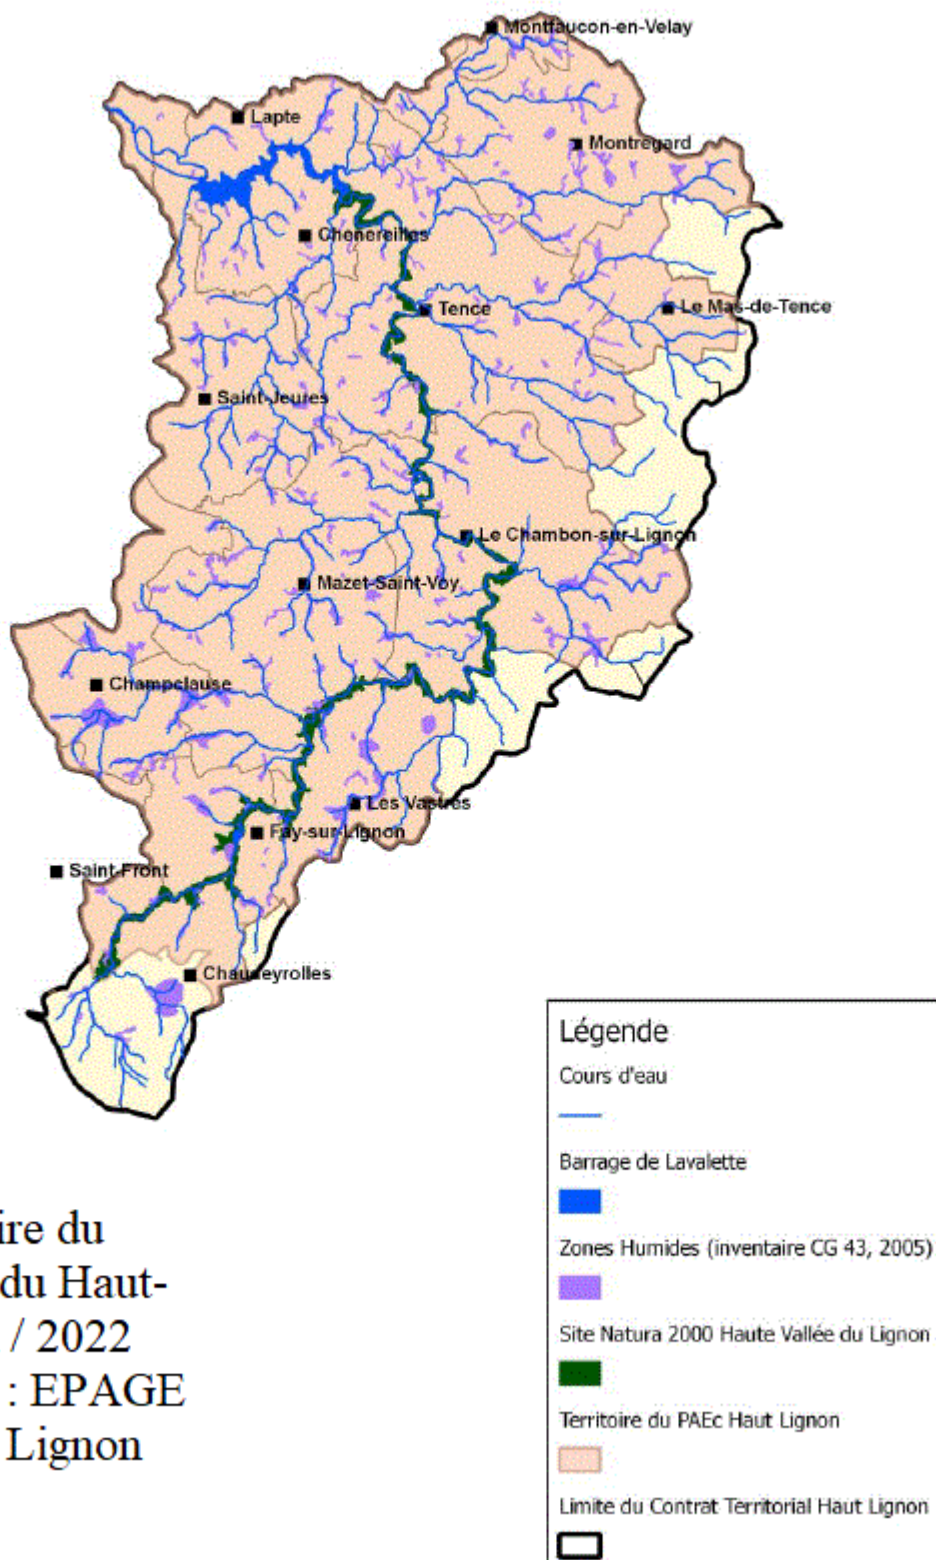 Montfaucon-en-Velay
Lapte
Montregard
Chenereilles
Tence
Le Mas-de-Tence
Saint-Jeures
Le Chambon-sur-Lignon
Mazet-Saint-Voy
Champclause
Les Vastres
Fay-sur-Lignon
Saint-Front
Chaudeyrolles
Légende
Cours d'eau
Barrage de Lavalette
Zones Humides (inventaire CG 43, 2005)
Site Natura 2000 Haute Vallée du Lignon
Territoire du PAEc Haut Lignon
Limite du Contrat Territorial Haut Lignon
ire du
du Haut-
/ 2022
: EPAGE
Lignon